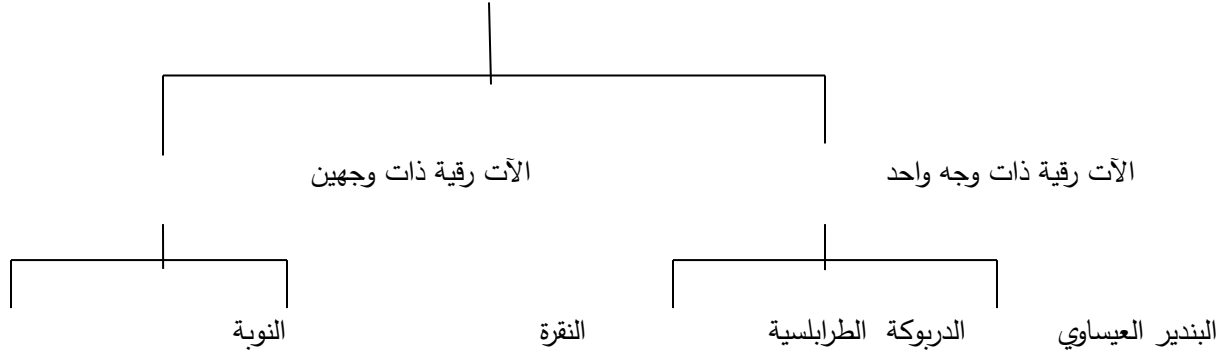 الآت رقية ذات وجه واحد الآت رقية ذات وجهين
البندير العيساوي الدربوكة الطرابلسية النقرة النوبة